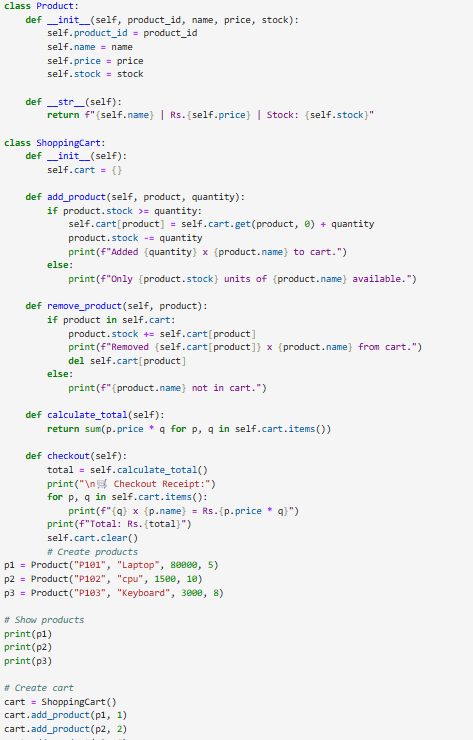 class Product:
    def __init__(self, product_id, name, price, stock):
        self.product_id = product_id
        self.name = name
        self.price = price
        self.stock = stock

    def __str__(self):
        return f"{self.name} | Rs.{self.price} | Stock: {self.stock}"

class ShoppingCart:
    def __init__(self):
        self.cart = {}

    def add_product(self, product, quantity):
        if product.stock >= quantity:
            self.cart[product] = self.cart.get(product, 0) + quantity
            product.stock -= quantity
            print(f"Added {quantity} x {product.name} to cart.")
        else:
            print(f"Only {product.stock} units of {product.name} available.")

    def remove_product(self, product):
        if product in self.cart:
            product.stock += self.cart[product]
            print(f"Removed {self.cart[product]} x {product.name} from cart.")
            del self.cart[product]
        else:
            print(f"{product.name} not in cart.")

    def calculate_total(self):
        return sum(p.price * q for p, q in self.cart.items())

    def checkout(self):
        total = self.calculate_total()
        print("\n🛒 Checkout Receipt:")
        for p, q in self.cart.items():
            print(f"{q} x {p.name} = Rs.{p.price * q}")
        print(f"Total: Rs.{total}")
        self.cart.clear()
        # Create products
p1 = Product("P101", "Laptop", 80000, 5)
p2 = Product("P102", "cpu", 1500, 10)
p3 = Product("P103", "Keyboard", 3000, 8)

# Show products
print(p1)
print(p2)
print(p3)

# Create cart
cart = ShoppingCart()
cart.add_product(p1, 1)
cart.add_product(p2, 2)